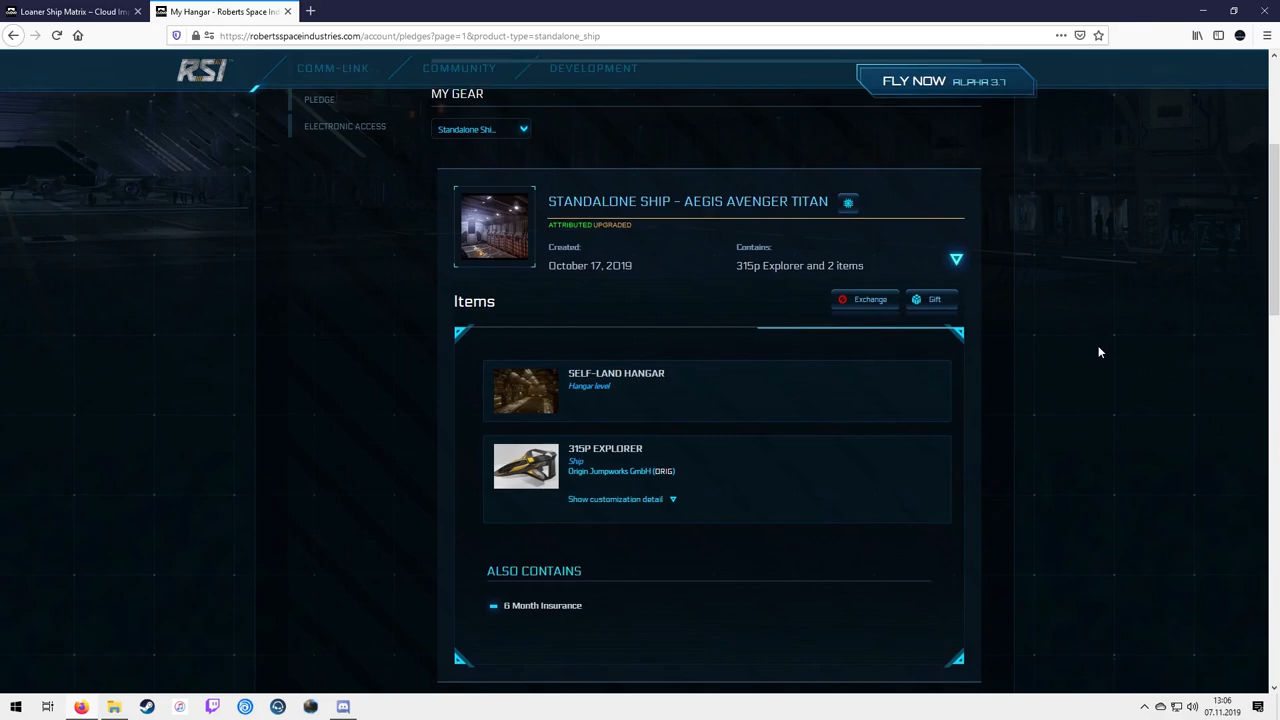 Loaner Ship Matrix – Cloud Im
My Hangar - Roberts Space Ind
https://robertsspaceindustries.com/account/pledges?page=1&product-type=standalone_ship
RSI
COMM-LINK
COMMUNITY
DEVELOPMENT
FLY NOW ALPHA 3.7
PLEDGE
ELECTRONIC ACCESS
MY GEAR
Standalone Shi...
STANDALONE SHIP - AEGIS AVENGER TITAN
ATTRIBUTED UPGRADED
Created:
October 17, 2019
Contains:
315p Explorer and 2 items
Items
Exchange
Gift
SELF-LAND HANGAR
Hangar level
315P EXPLORER
Ship
Origin Jumpworks GmbH (ORIG)
Show customization detail
ALSO CONTAINS
6 Month Insurance
13:06
07.11.2019